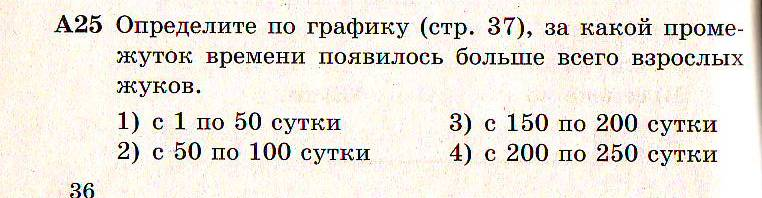 А25 Определите по графику (стр. 37), за какой проме-
жуток времени появилось больше всего взрослых
жуков.
1) с 1 по 50 сутки 3) с 150 по 200 сутки
2) с 50 по 100 сутки 4) с 200 по 250 сутки
36